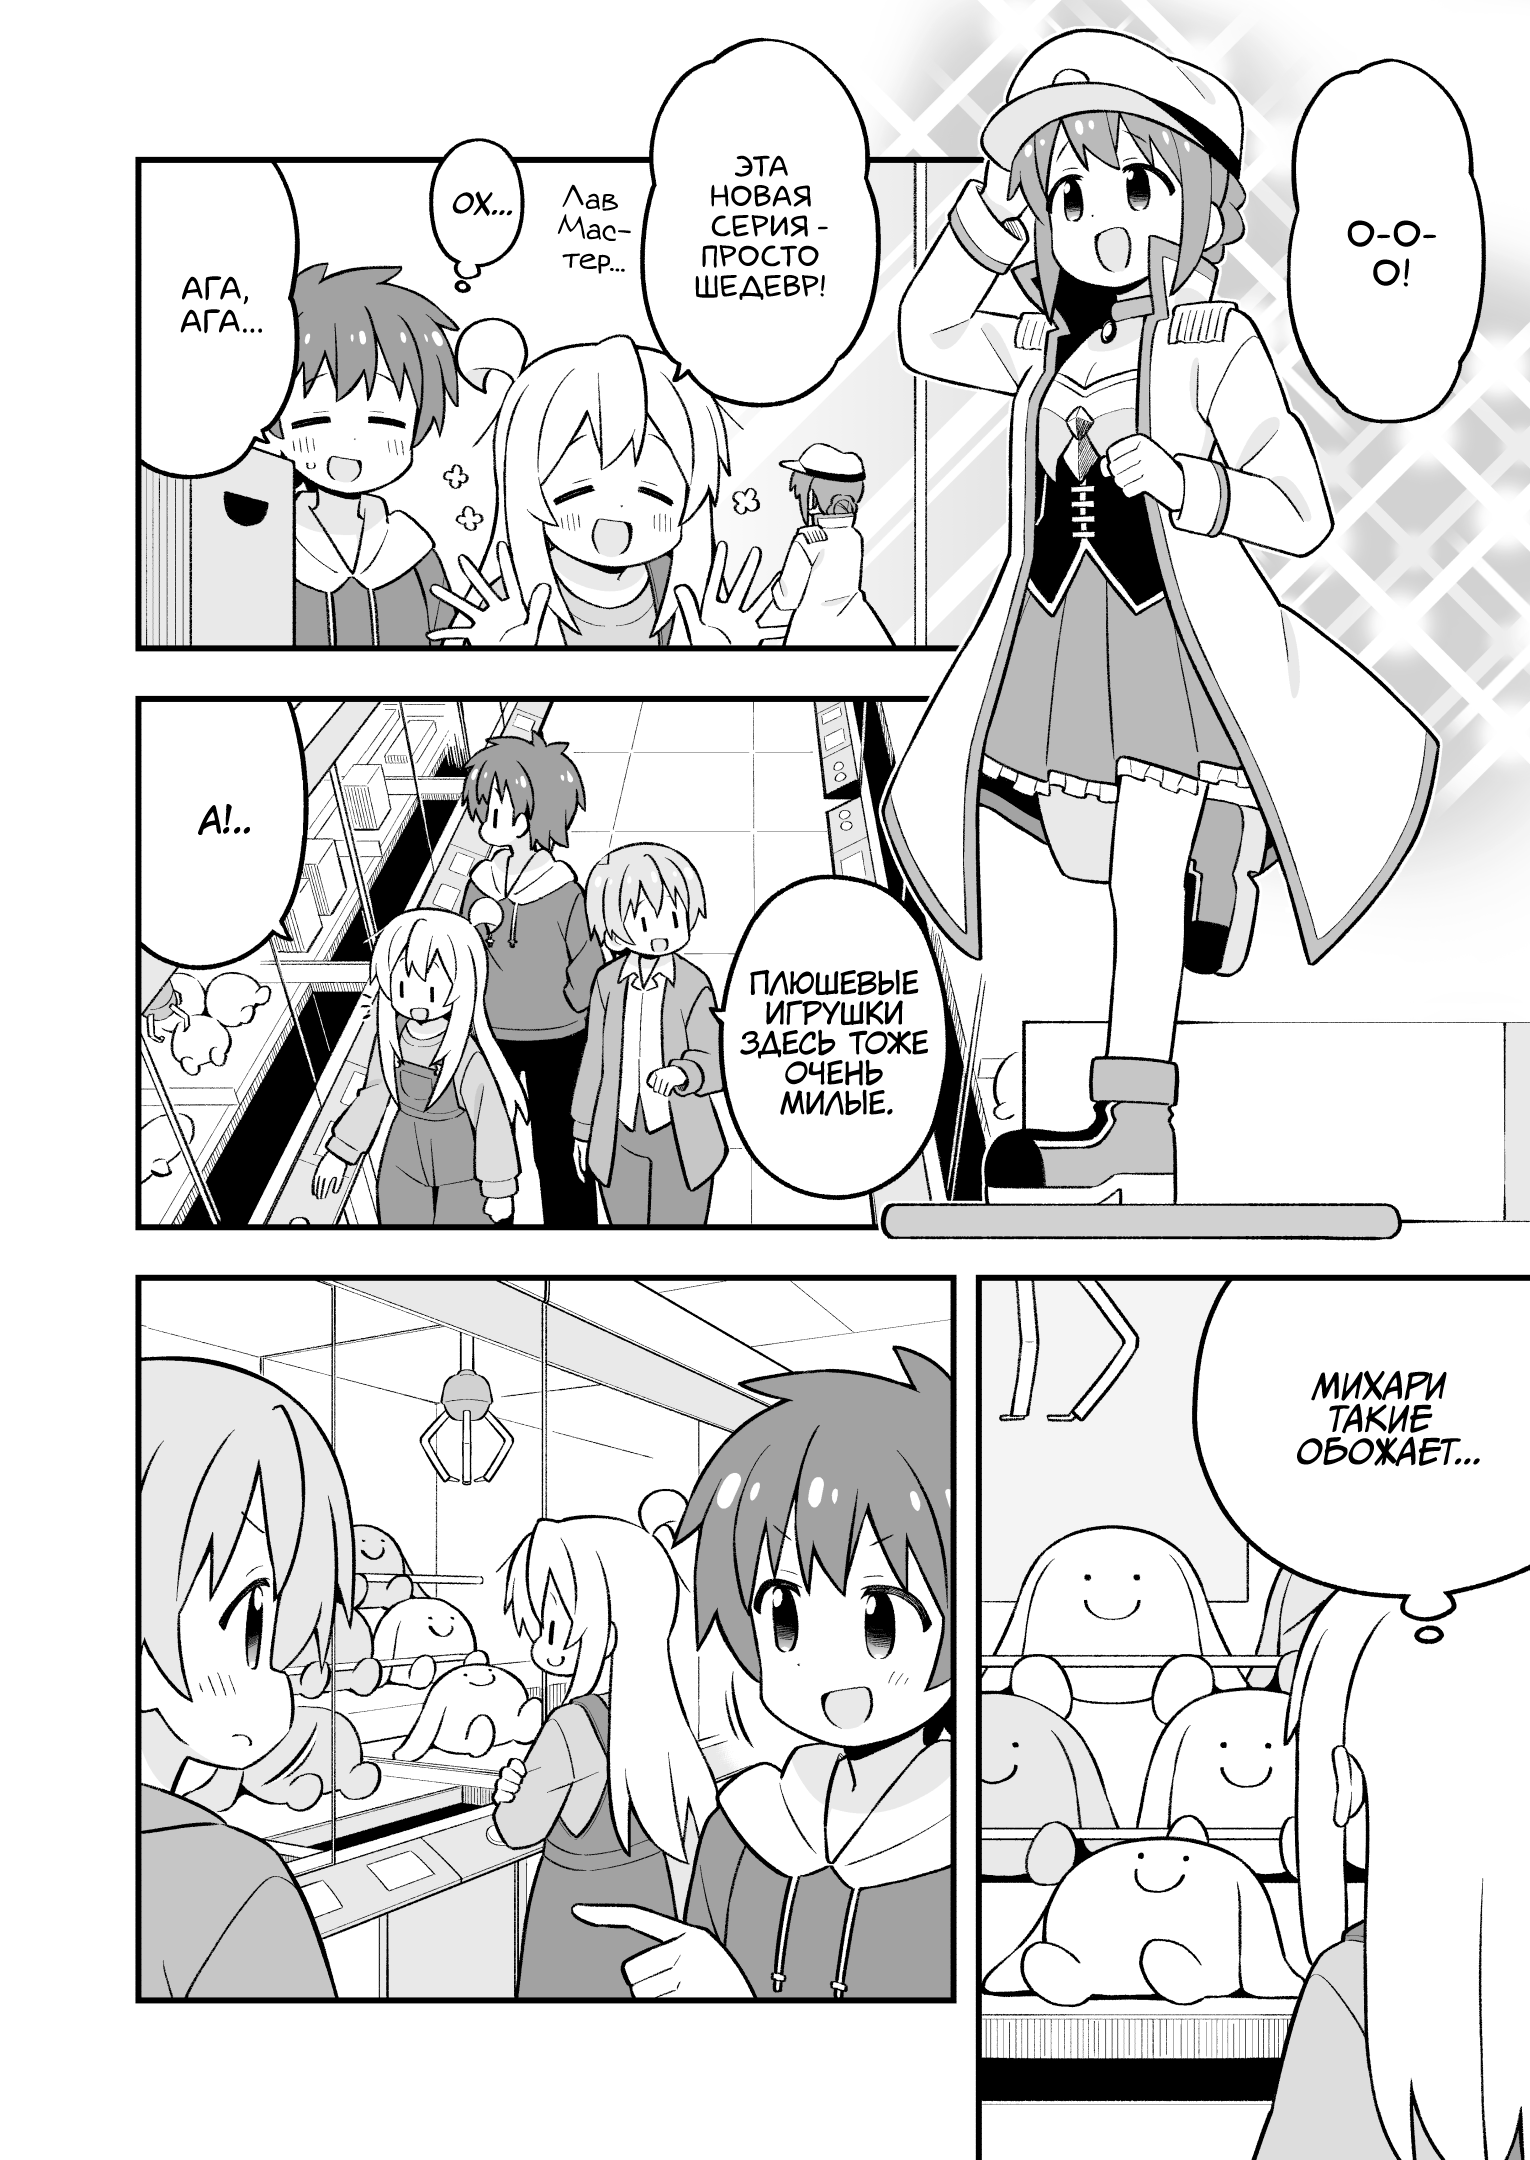 О-О-
О!
ЭТА
НОВАЯ
СЕРИЯ -
ПРОСТО
ШЕДЕВР!
Лав
Мас-
тер...
ОХ...
АГА,
АГА...
ПЛЮШЕВЫЕ
ИГРУШКИ
ЗДЕСЬ ТОЖЕ
ОЧЕНЬ
МИЛЫЕ.
А!..
МИХАРИ
ТАКИЕ
ОБОЖАЕТ...